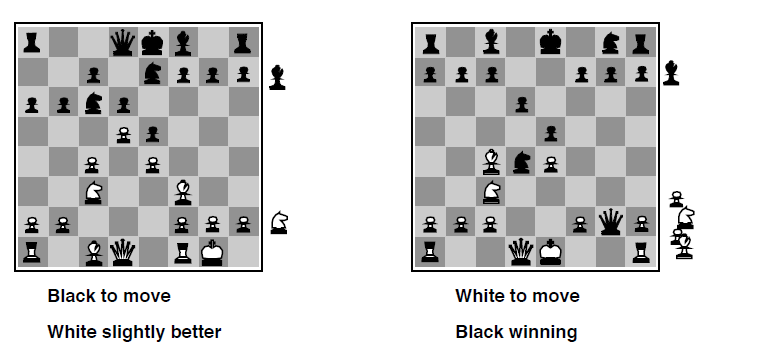 Black to move
White slightly better
White to move
Black winning